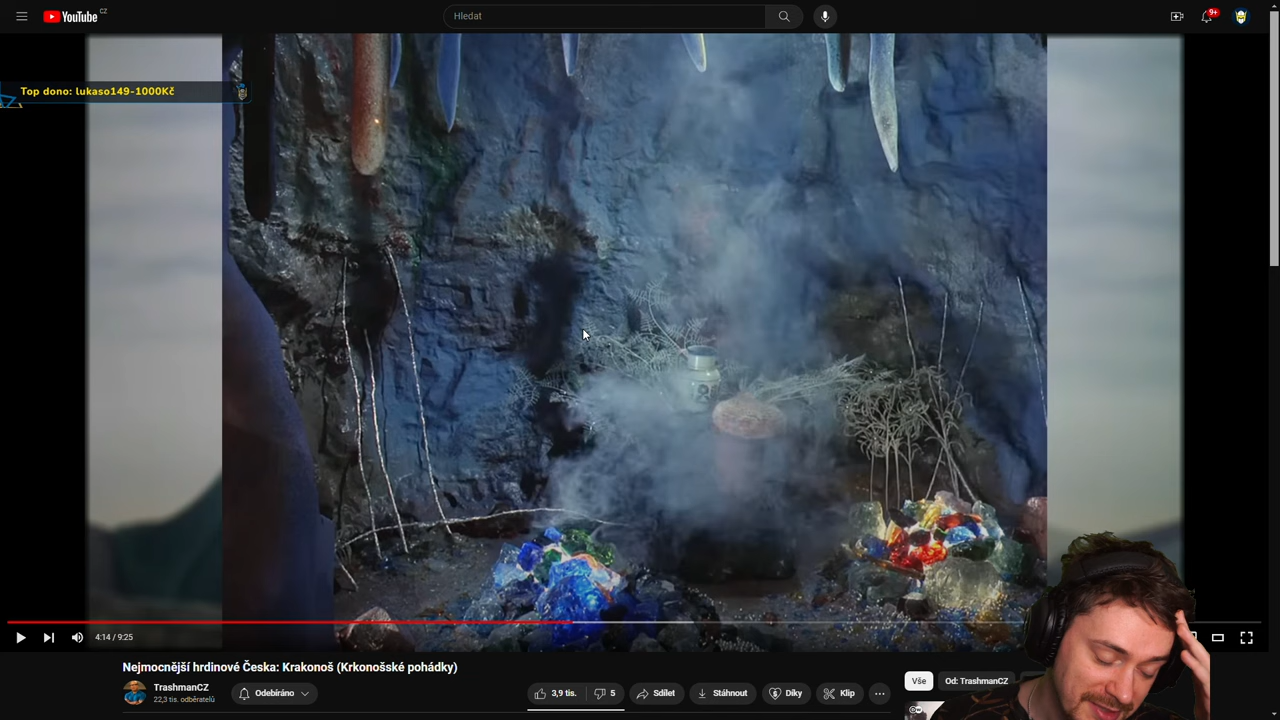 YouTube CZ
Hledat
9+
Top dono: lukaso149-1000Kč
4:14 / 9:25
Nejmocnější hrdinové Česka: Krakonoš (Krkonošské pohádky)
TrashmanCZ
22,3 tis. odběratelů
Odebíráno
3,9 tis.
5
Sdílet
Stáhnout
Díky
Klip
Vše
Od: TrashmanCZ